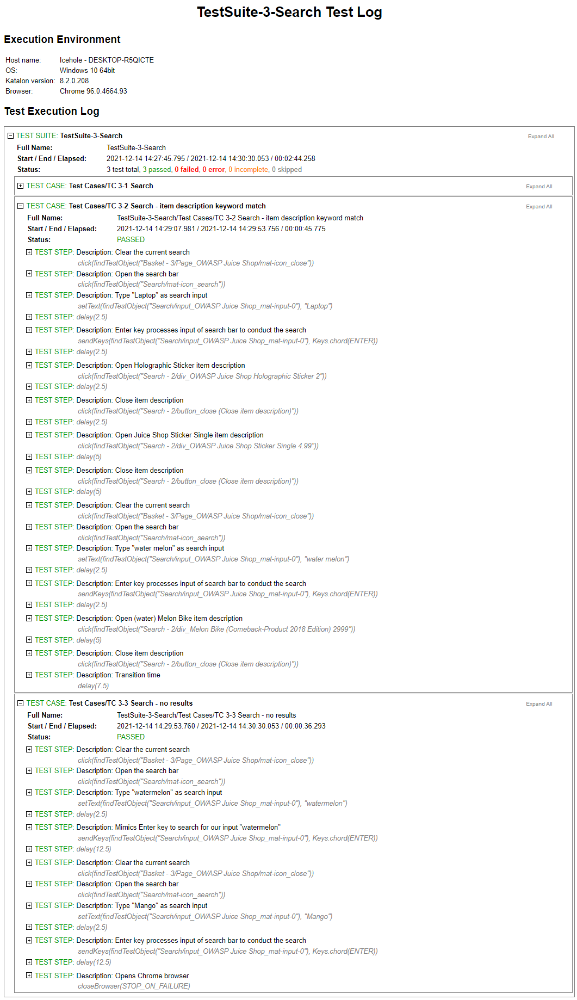 TestSuite-3-Search Test Log
Execution Environment
Host name: Icehole - DESKTOP-R5QICTE
OS: Windows 10 64bit
Katalon version: 8.2.0.208
Browser: Chrome 96.0.4664.93
Test Execution Log
TEST SUITE: TestSuite-3-Search Expand All
Full Name: TestSuite-3-Search
Start / End / Elapsed: 2021-12-14 14:27:45.795 / 2021-12-14 14:30:30.053 / 00:02:44.258
Status: 3 test total, 3 passed, 0 failed, 0 error, 0 incomplete, 0 skipped
TEST CASE: Test Cases/TC 3-1 Search Expand All
TEST CASE: Test Cases/TC 3-2 Search - item description keyword match Expand All
Full Name: TestSuite-3-Search/Test Cases/TC 3-2 Search - item description keyword match
Start / End / Elapsed: 2021-12-14 14:29:07.981 / 2021-12-14 14:29:53.756 / 00:00:45.775
Status: PASSED
TEST STEP: Description: Clear the current search
click(findTestObject("Basket - 3/Page_OWASP Juice Shop/mat-icon_close"))
TEST STEP: Description: Open the search bar
click(findTestObject("Search/mat-icon_search"))
TEST STEP: Description: Type "Laptop" as search input
setText(findTestObject("Search/input_OWASP Juice Shop_mat-input-0"), "Laptop")
TEST STEP: delay(2.5)
TEST STEP: Description: Enter key processes input of search bar to conduct the search
sendKeys(findTestObject("Search/input_OWASP Juice Shop_mat-input-0"), Keys.chord(ENTER))
TEST STEP: delay(2.5)
TEST STEP: Description: Open Holographic Sticker item description
click(findTestObject("Search - 2/div_OWASP Juice Shop Holographic Sticker 2"))
TEST STEP: delay(2.5)
TEST STEP: Description: Close item description
click(findTestObject("Search - 2/button_close (Close item description)"))
TEST STEP: delay(2.5)
TEST STEP: Description: Open Juice Shop Sticker Single item description
click(findTestObject("Search - 2/div_OWASP Juice Shop Sticker Single 4.99"))
TEST STEP: delay(5)
TEST STEP: Description: Close item description
click(findTestObject("Search - 2/button_close (Close item description)"))
TEST STEP: delay(5)
TEST STEP: Description: Clear the current search
click(findTestObject("Basket - 3/Page_OWASP Juice Shop/mat-icon_close"))
TEST STEP: Description: Open the search bar
click(findTestObject("Search/mat-icon_search"))
TEST STEP: Description: Type "water melon" as search input
setText(findTestObject("Search/input_OWASP Juice Shop_mat-input-0"), "water melon")
TEST STEP: delay(2.5)
TEST STEP: Description: Enter key processes input of search bar to conduct the search
sendKeys(findTestObject("Search/input_OWASP Juice Shop_mat-input-0"), Keys.chord(ENTER))
TEST STEP: delay(2.5)
TEST STEP: Description: Open (water) Melon Bike item description
click(findTestObject("Search - 2/div_Melon Bike (Comeback-Product 2018 Edition) 2999"))
TEST STEP: delay(5)
TEST STEP: Description: Close item description
click(findTestObject("Search - 2/button_close (Close item description)"))
TEST STEP: Description: Transition time
delay(7.5)
TEST CASE: Test Cases/TC 3-3 Search - no results Expand All
Full Name: TestSuite-3-Search/Test Cases/TC 3-3 Search - no results
Start / End / Elapsed: 2021-12-14 14:29:53.760 / 2021-12-14 14:30:30.053 / 00:00:36.293
Status: PASSED
TEST STEP: Description: Clear the current search
click(findTestObject("Basket - 3/Page_OWASP Juice Shop/mat-icon_close"))
TEST STEP: Description: Open the search bar
click(findTestObject("Search/mat-icon_search"))
TEST STEP: Description: Type "watermelon" as search input
setText(findTestObject("Search/input_OWASP Juice Shop_mat-input-0"), "watermelon")
TEST STEP: delay(2.5)
TEST STEP: Description: Mimics Enter key to search for our input "watermelon"
sendKeys(findTestObject("Search/input_OWASP Juice Shop_mat-input-0"), Keys.chord(ENTER))
TEST STEP: delay(12.5)
TEST STEP: Description: Clear the current search
click(findTestObject("Basket - 3/Page_OWASP Juice Shop/mat-icon_close"))
TEST STEP: Description: Open the search bar
click(findTestObject("Search/mat-icon_search"))
TEST STEP: Description: Type "Mango" as search input
setText(findTestObject("Search/input_OWASP Juice Shop_mat-input-0"), "Mango")
TEST STEP: delay(2.5)
TEST STEP: Description: Enter key processes input of search bar to conduct the search
sendKeys(findTestObject("Search/input_OWASP Juice Shop_mat-input-0"), Keys.chord(ENTER))
TEST STEP: delay(12.5)
TEST STEP: Description: Opens Chrome browser
closeBrowser(STOP_ON_FAILURE)